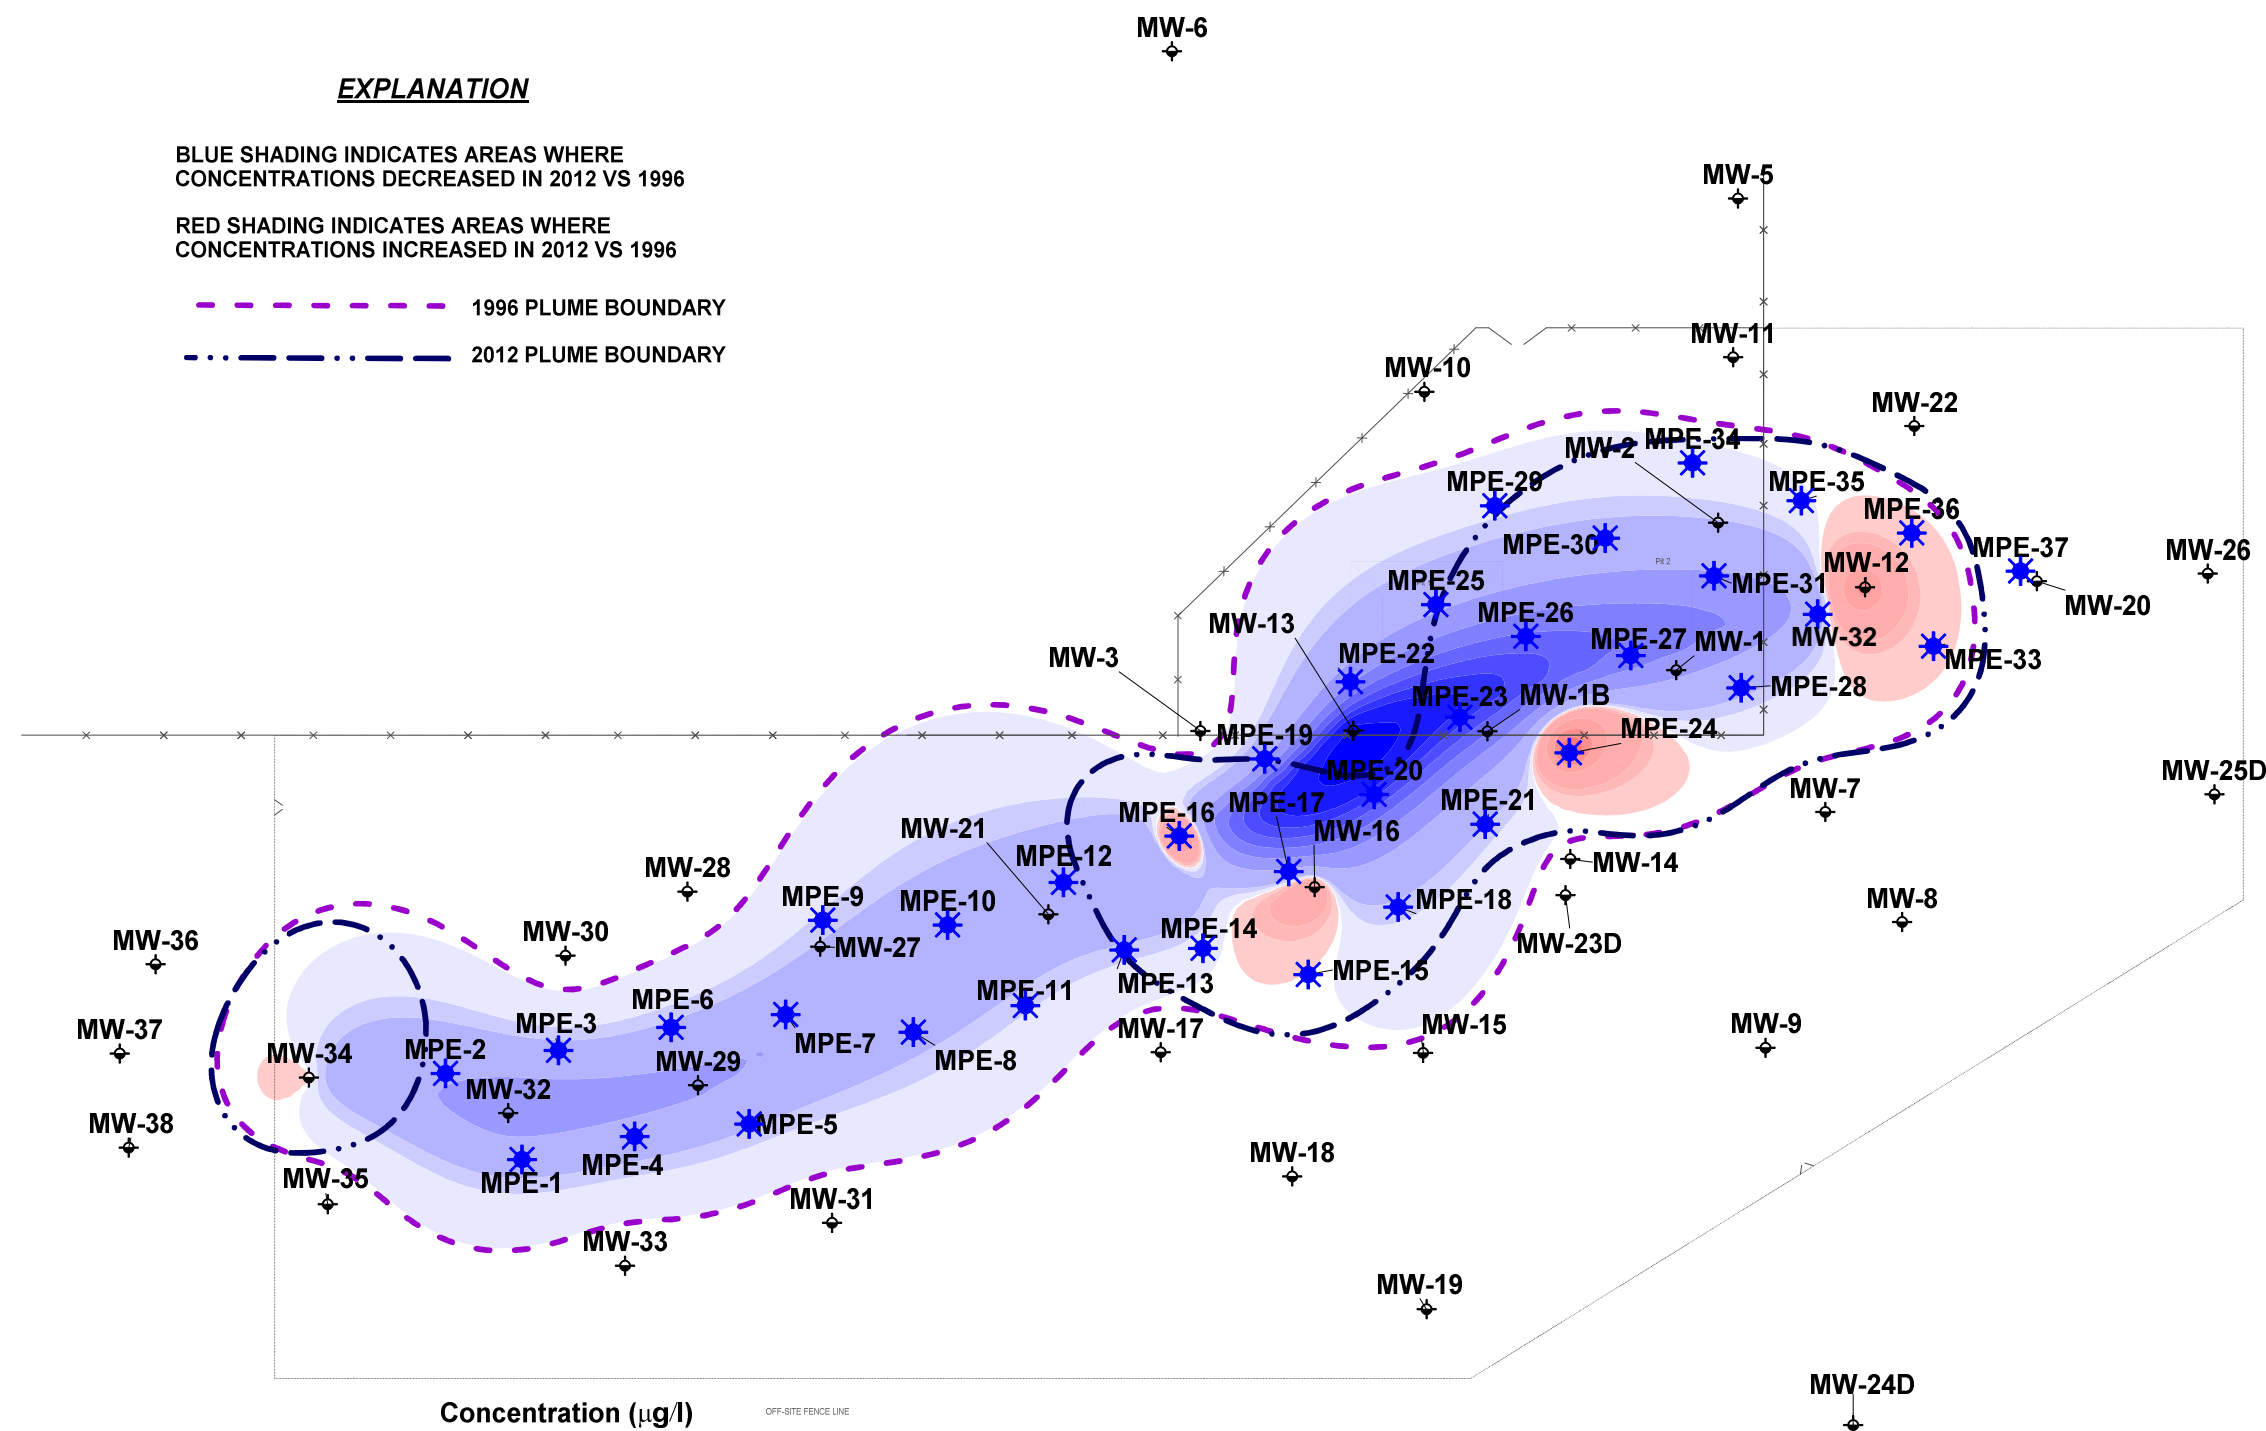 MW-6
EXPLANATION
BLUE SHADING INDICATES AREAS WHERE
CONCENTRATIONS DECREASED IN 2012 VS 1996
MW-5
RED SHADING INDICATES AREAS WHERE
CONCENTRATIONS INCREASED IN 2012 VS 1996
1996 PLUME BOUNDARY
2012 PLUME BOUNDARY
MW-11
MW-10
MW-22
MW-2
MPE-34
MPE-29
MPE-35
MPE-36
MPE-30
Pit 2
MW-12
MPE-37
MW-26
MPE-25
MPE-31
MW-20
MW-13
MPE-26
MPE-27
MW-1
MW-32
MW-3
MPE-22
MPE-33
MPE-23
MW-1B
MPE-28
MPE-19
MPE-24
MPE-20
MW-25D
MPE-16
MPE-17
MPE-21
MW-7
MW-21
MW-16
MPE-12
MW-28
MW-14
MPE-9
MPE-10
MPE-18
MW-8
MW-36
MW-30
MW-27
MPE-14
MW-23D
MPE-6
MPE-11
MPE-13
MPE-15
MW-37
MPE-3
MW-17
MW-15
MW-9
MW-34
MPE-2
MW-29
MPE-7
MPE-8
MW-32
MW-38
MPE-5
MW-35
MPE-1
MPE-4
MW-18
MW-31
MW-33
MW-19
MW-24D
Concentration (µg/l)
OFF-SITE FENCE LINE